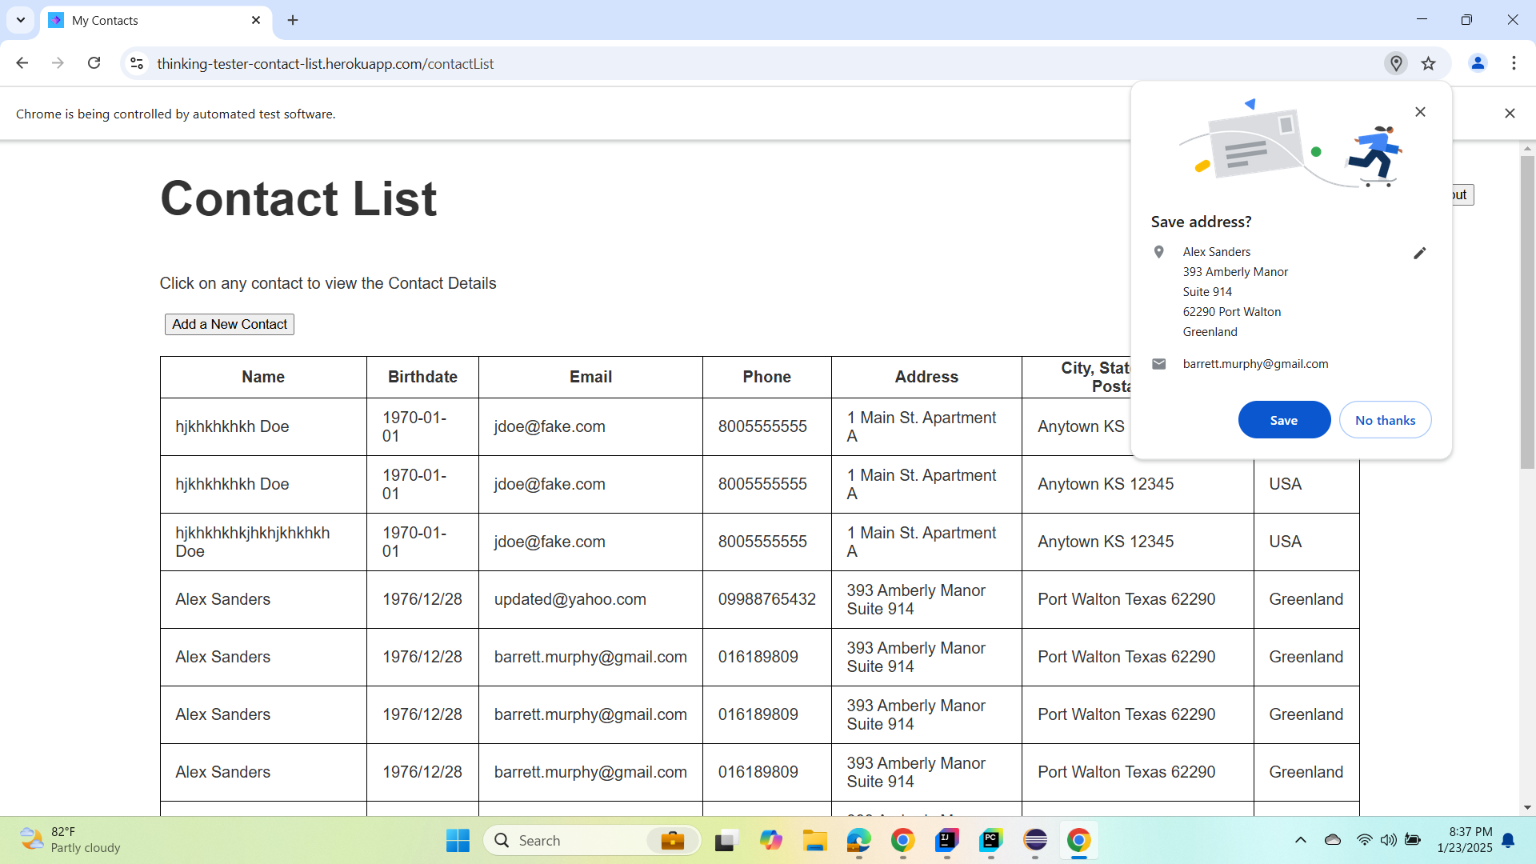 My Contacts
thinking-tester-contact-list.herokuapp.com/contactList
Chrome is being controlled by automated test software.
Contact List
Click on any contact to view the Contact Details
Add a New Contact
Save address?
Alex Sanders
393 Amberly Manor
Suite 914
62290 Port Walton
Greenland
barrett.murphy@gmail.com
Save No thanks
Name Birthdate Email Phone Address City,
hjkhkhkhkh Doe 1970-01-01 jdoe@fake.com 8005555555 1 Main St. Apartment A Anytown KS
hjkhkhkhkh Doe 1970-01-01 jdoe@fake.com 8005555555 1 Main St. Apartment A Anytown KS 12345 USA
hjkhkhkhkjhkhjkhkhkh Doe 1970-01-01 jdoe@fake.com 8005555555 1 Main St. Apartment A Anytown KS 12345 USA
Alex Sanders 1976/12/28 updated@yahoo.com 09988765432 393 Amberly Manor Suite 914 Port Walton Texas 62290 Greenland
Alex Sanders 1976/12/28 barrett.murphy@gmail.com 016189809 393 Amberly Manor Suite 914 Port Walton Texas 62290 Greenland
Alex Sanders 1976/12/28 barrett.murphy@gmail.com 016189809 393 Amberly Manor Suite 914 Port Walton Texas 62290 Greenland
Alex Sanders 1976/12/28 barrett.murphy@gmail.com 016189809 393 Amberly Manor Suite 914 Port Walton Texas 62290 Greenland
82°F
Partly cloudy
Search
8:37 PM
1/23/2025